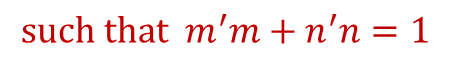 such that m′m + n′n = 1